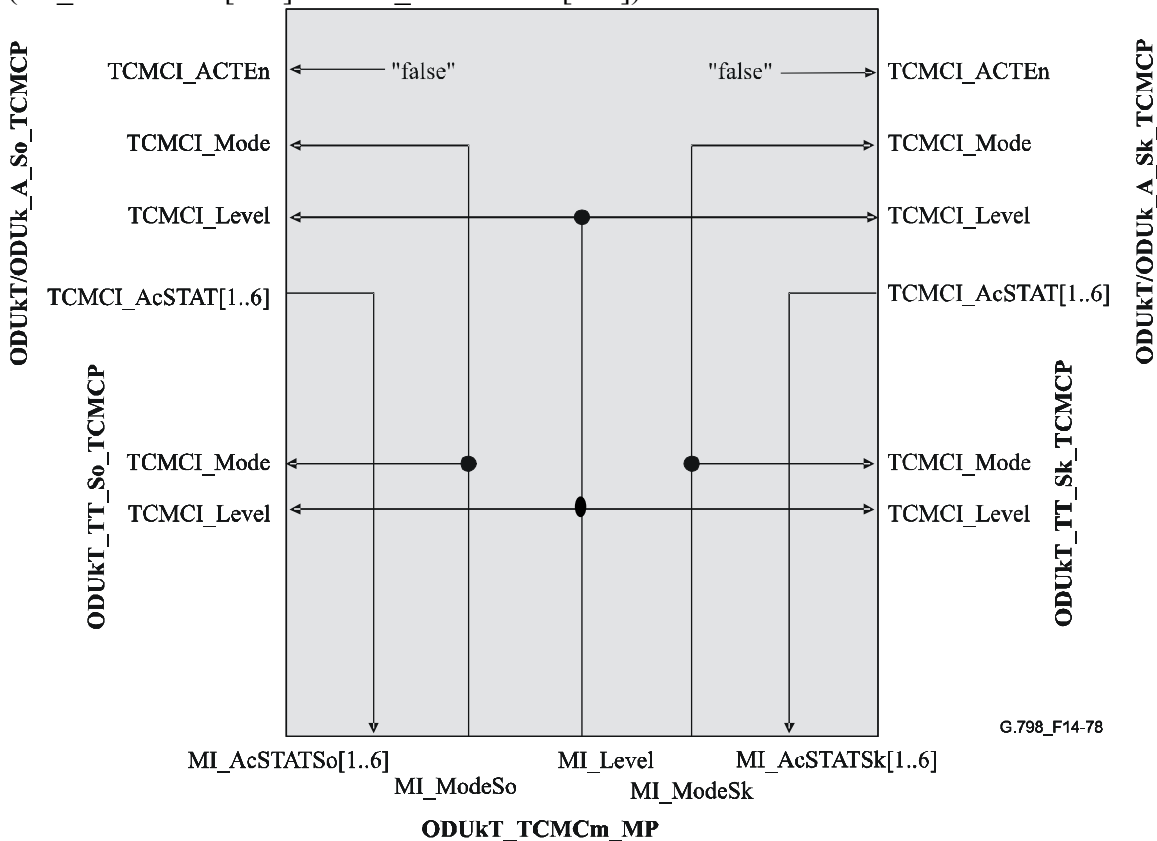 TCMCI_ACTEn
"false"
"false"
TCMCI_ACTEn
TCMCI_Mode
TCMCI_Mode
TCMCI_Level
TCMCI_Level
TCMCI_AcSTAT[1..6]
TCMCI_AcSTAT[1..6]
ODUkT/ODUk_A_So_TCMCP
ODUkT/ODUk_A_Sk_TCMCP
TCMCI_Mode
TCMCI_Mode
TCMCI_Level
TCMCI_Level
ODUkT_TT_So_TCMCP
ODUkT_TT_Sk_TCMCP
G.798_F14-78
MI_AcSTATSo[1..6]
MI_Level
MI_AcSTATSk[1..6]
MI_ModeSo
MI_ModeSk
ODUkT_TCMCm_MP